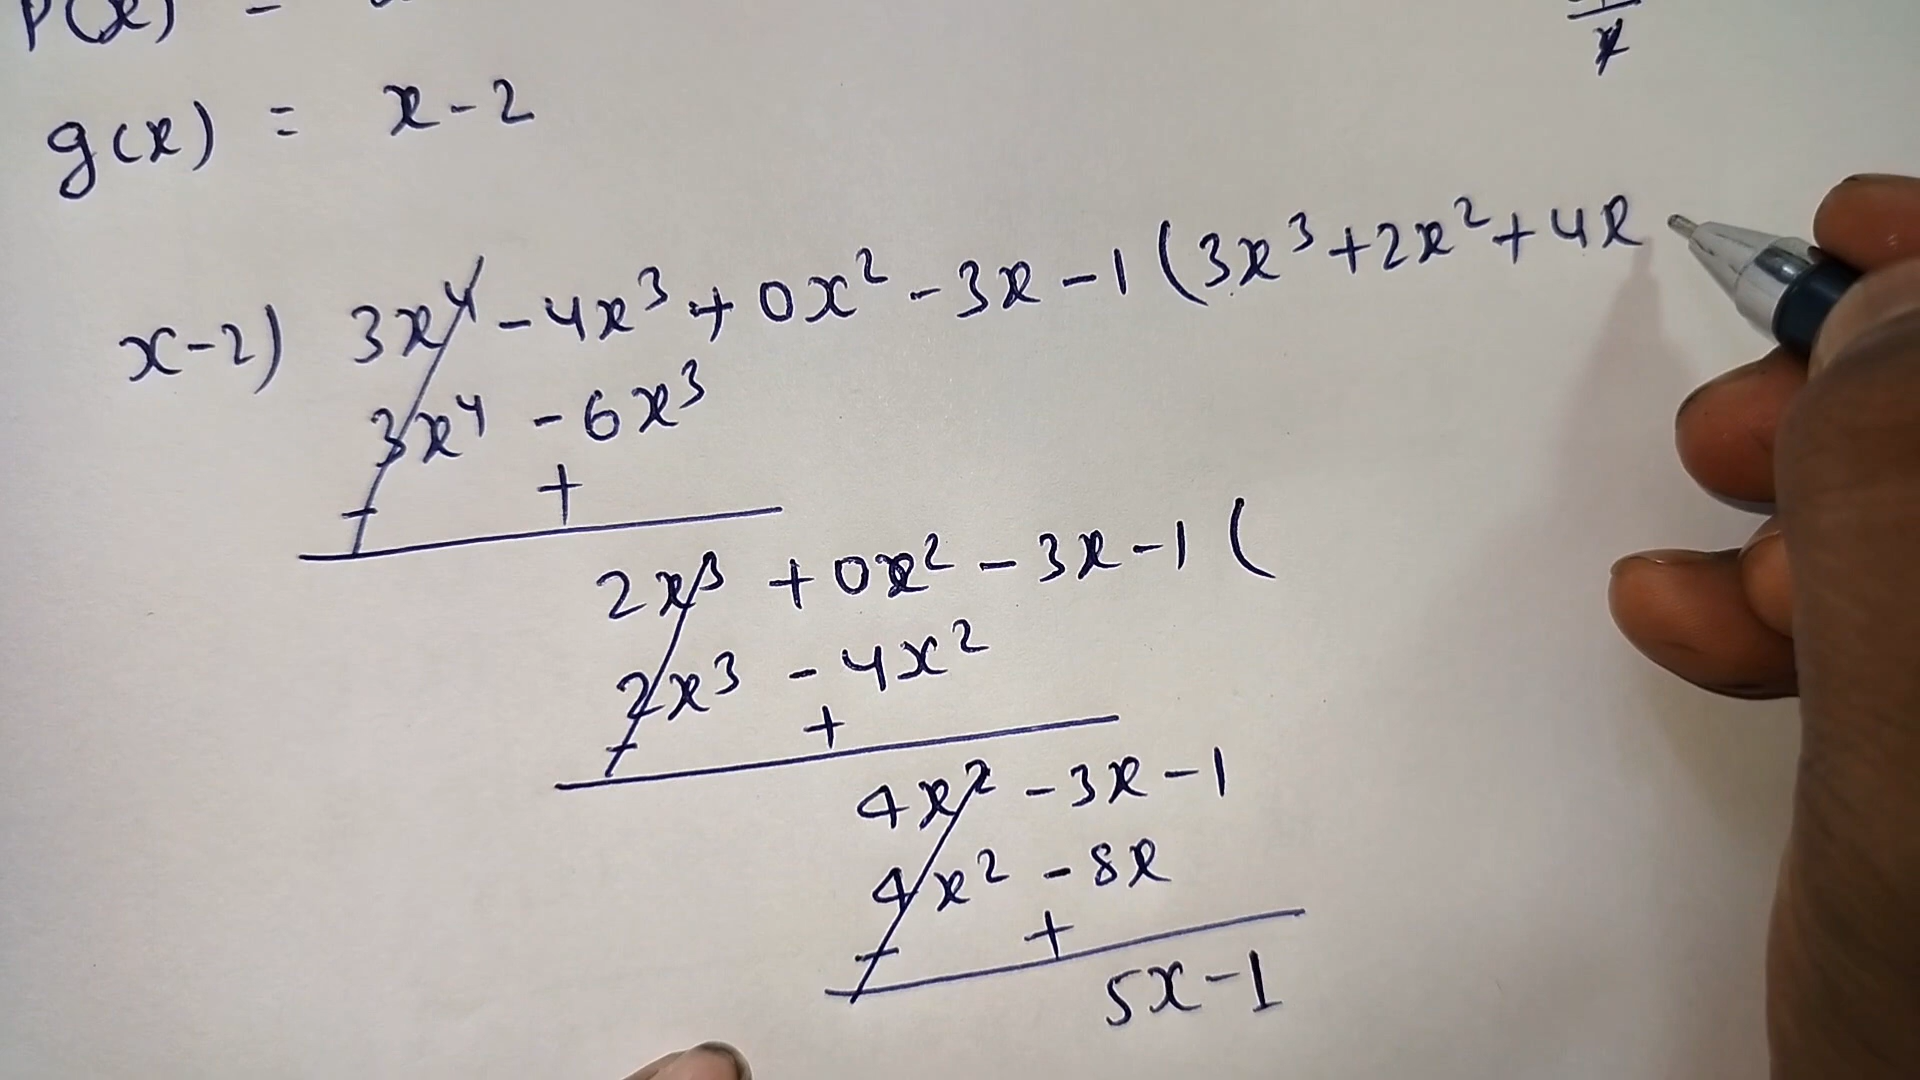 p(x) =
x
g(x) = x-2
x-2) 3x⁴ - 4x³ + 0x² - 3x - 1 (3x³ + 2x² + 4x
3x⁴ - 6x³
- +
2x³ + 0x² - 3x - 1 (
2x³ - 4x²
- +
4x² - 3x - 1
4x² - 8x
- +
5x - 1